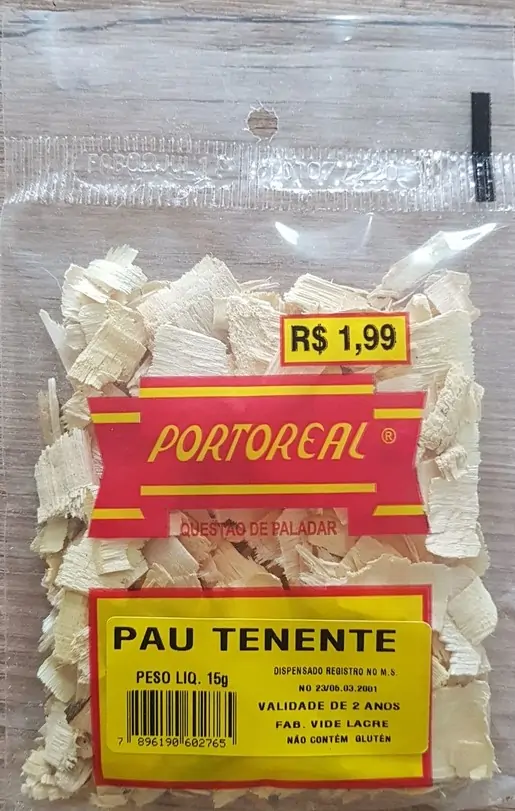 R$ 1,99
PORTOREAL ®
QUESTÃO DE PALADAR
PAU TENENTE
PESO LIQ. 15g
DISPENSADO REGISTRO NO M.S.
NO 23/06.03.2001
VALIDADE DE 2 ANOS
FAB. VIDE LACRE
NÃO CONTÉM GLUTÉN
7 896190 602765